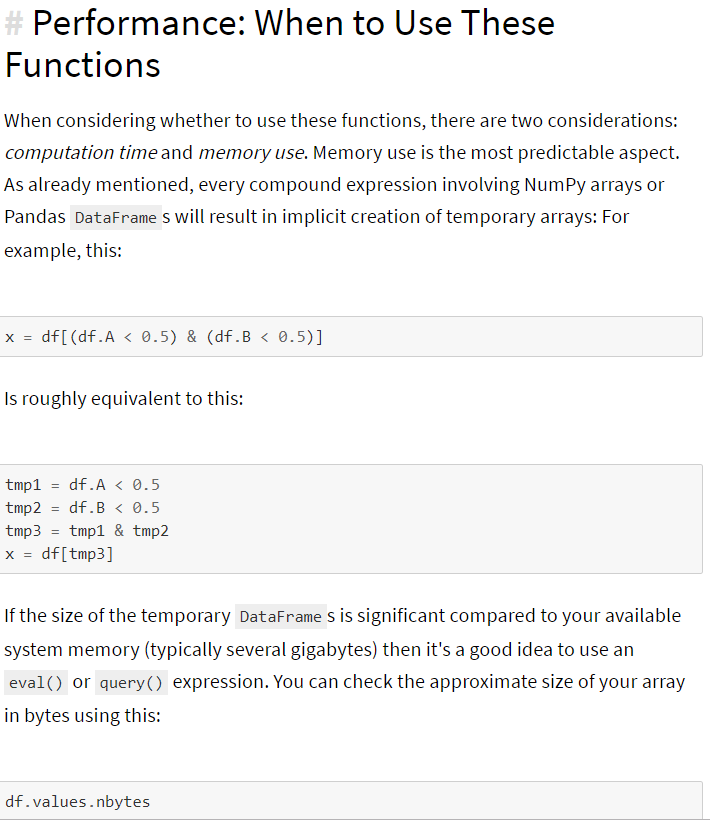 # Performance: When to Use These
Functions
When considering whether to use these functions, there are two considerations:
computation time and memory use. Memory use is the most predictable aspect.
As already mentioned, every compound expression involving NumPy arrays or
Pandas DataFrame s will result in implicit creation of temporary arrays: For
example, this:
x = df[(df.A < 0.5) & (df.B < 0.5)]
Is roughly equivalent to this:
tmp1 = df.A < 0.5
tmp2 = df.B < 0.5
tmp3 = tmp1 & tmp2
x = df[tmp3]
If the size of the temporary DataFrame s is significant compared to your available
system memory (typically several gigabytes) then it's a good idea to use an
eval() or query() expression. You can check the approximate size of your array
in bytes using this:
df.values.nbytes